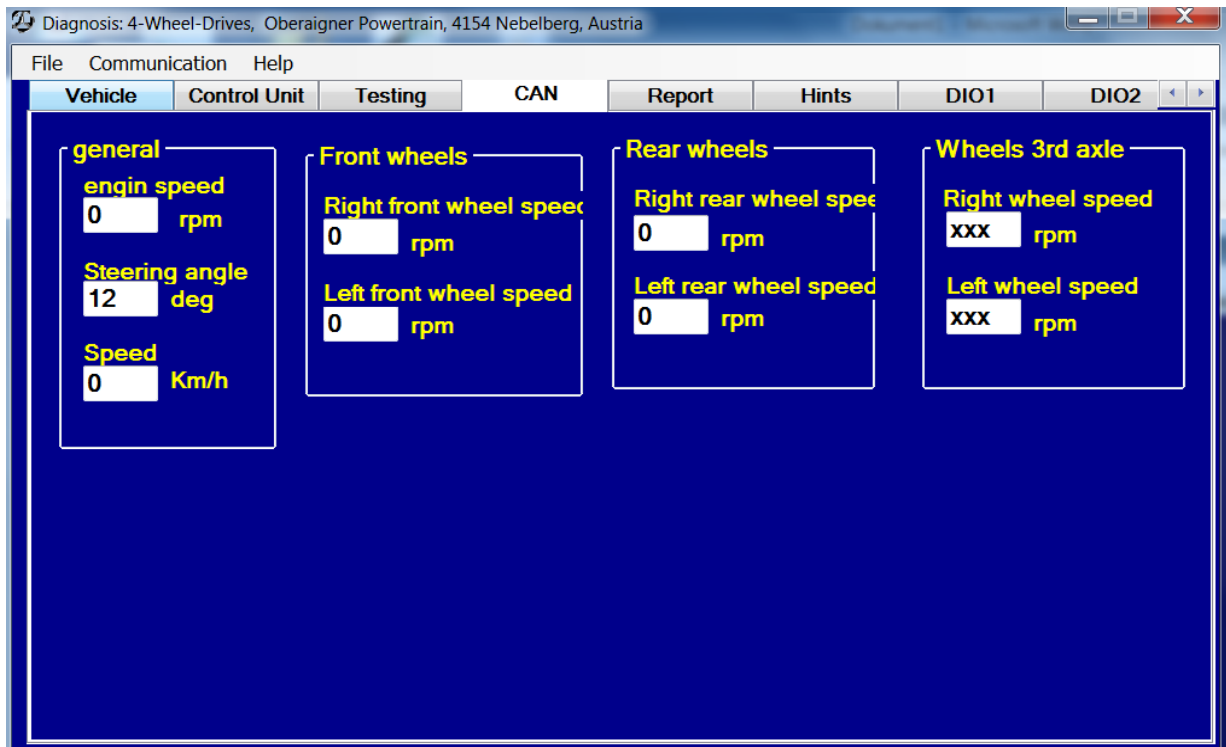 Diagnosis: 4-Wheel-Drives, Oberaigner Powertrain, 4154 Nebelberg, Austria
File Communication Help
Vehicle Control Unit Testing CAN Report Hints DIO1 DIO2
general
engin speed
0 rpm
Steering angle
12 deg
Speed
0 Km/h
Front wheels
Right front wheel speed
0 rpm
Left front wheel speed
0 rpm
Rear wheels
Right rear wheel spee
0 rpm
Left rear wheel speed
0 rpm
Wheels 3rd axle
Right wheel speed
xxx rpm
Left wheel speed
xxx rpm